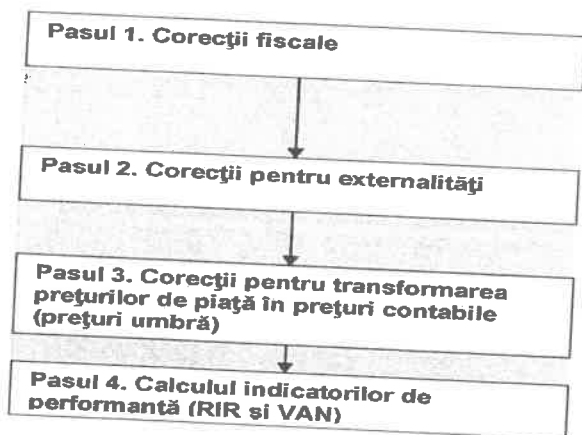 Pasul 1. Corecţii fiscale
Pasul 2. Corecţii pentru externalităţi
Pasul 3. Corecţii pentru transformarea
preţurilor de piaţă în preţuri contabile
(preţuri umbră)
Pasul 4. Calculul indicatorilor de
performanţă (RIR şi VAN)